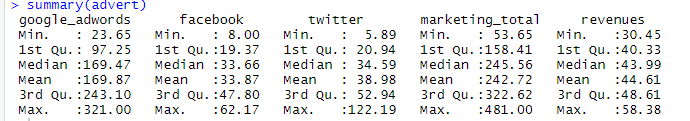 > summary(advert)
google_adwords facebook twitter marketing_total revenues
Min. : 23.65 Min. : 8.00 Min. : 5.89 Min. : 53.65 Min. :30.45
1st Qu.: 97.25 1st Qu.:19.37 1st Qu.: 20.94 1st Qu.:158.41 1st Qu.:40.33
Median :169.47 Median :33.66 Median : 34.59 Median :245.56 Median :43.99
Mean :169.87 Mean :33.87 Mean : 38.98 Mean :242.72 Mean :44.61
3rd Qu.:243.10 3rd Qu.:47.80 3rd Qu.: 52.94 3rd Qu.:322.62 3rd Qu.:48.61
Max. :321.00 Max. :62.17 Max. :122.19 Max. :481.00 Max. :58.38